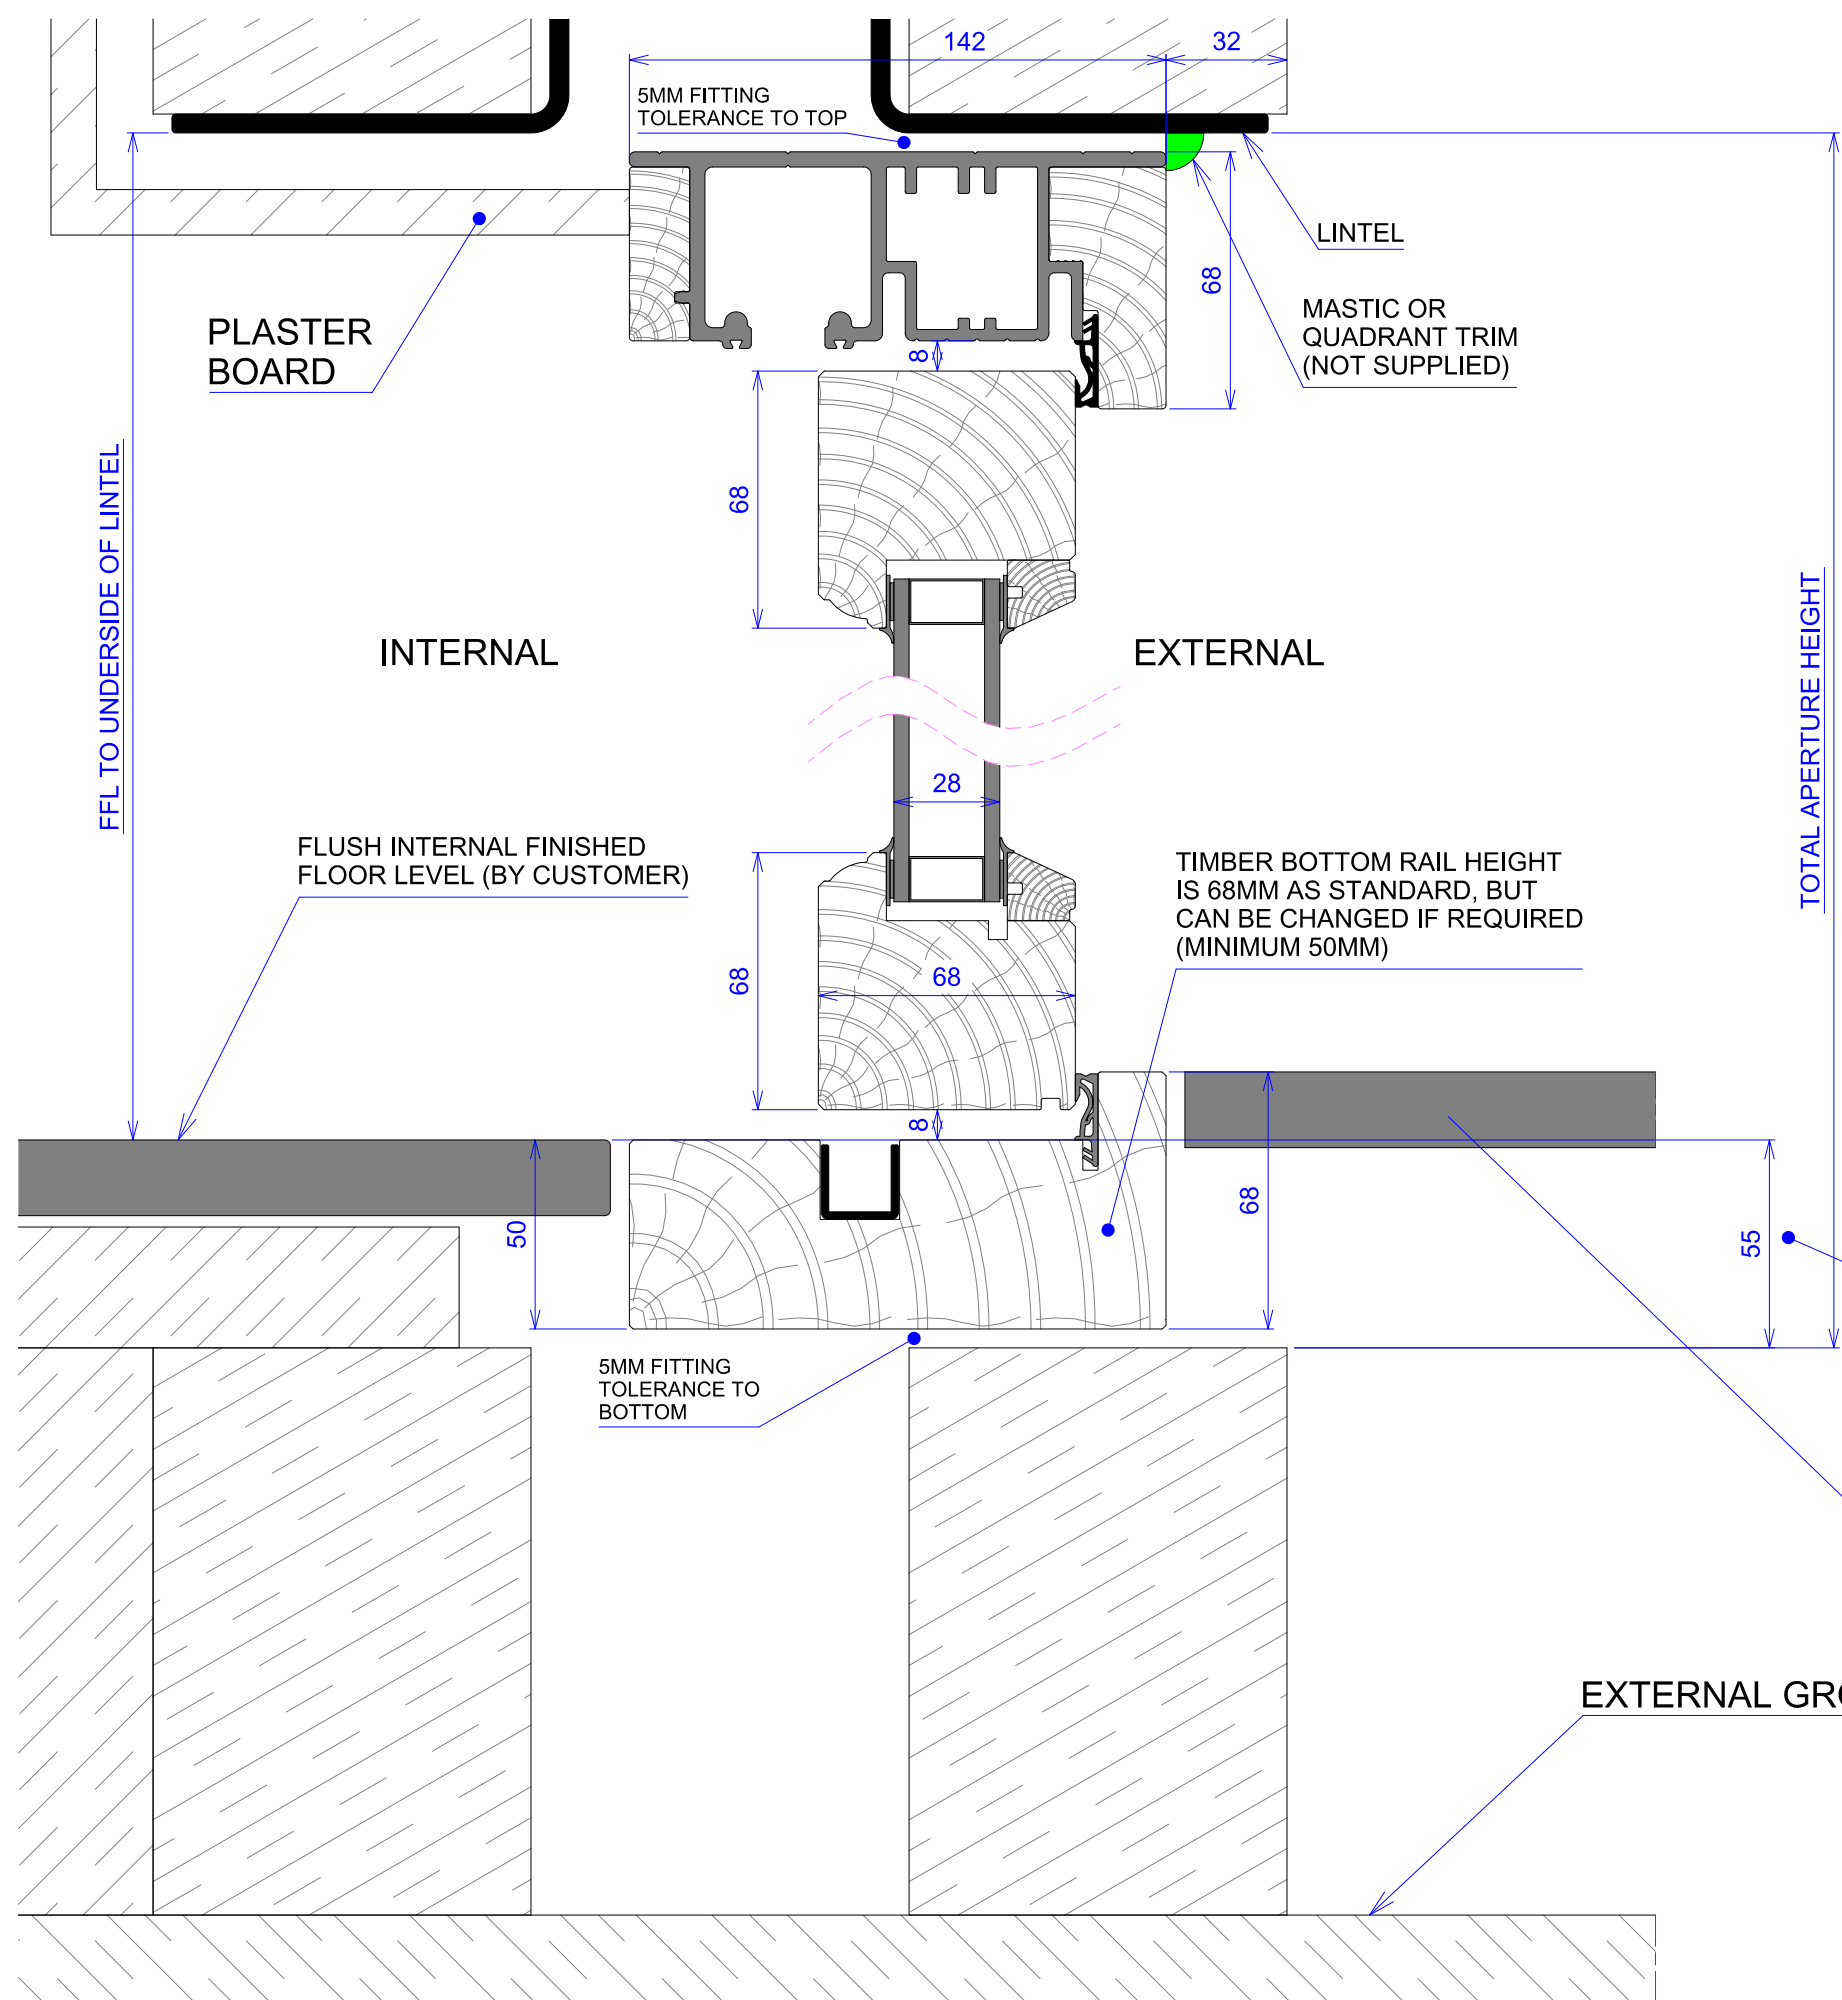 142
32
5MM FITTING
TOLERANCE TO TOP
LINTEL
68
MASTIC OR
QUADRANT TRIM
(NOT SUPPLIED)
PLASTER
BOARD
8
68
FFL TO UNDERSIDE OF LINTEL
INTERNAL
EXTERNAL
TOTAL APERTURE HEIGHT
28
FLUSH INTERNAL FINISHED
FLOOR LEVEL (BY CUSTOMER)
TIMBER BOTTOM RAIL HEIGHT
IS 68MM AS STANDARD, BUT
CAN BE CHANGED IF REQUIRED
(MINIMUM 50MM)
68
68
8
50
68
55
5MM FITTING
TOLERANCE TO
BOTTOM
EXTERNAL